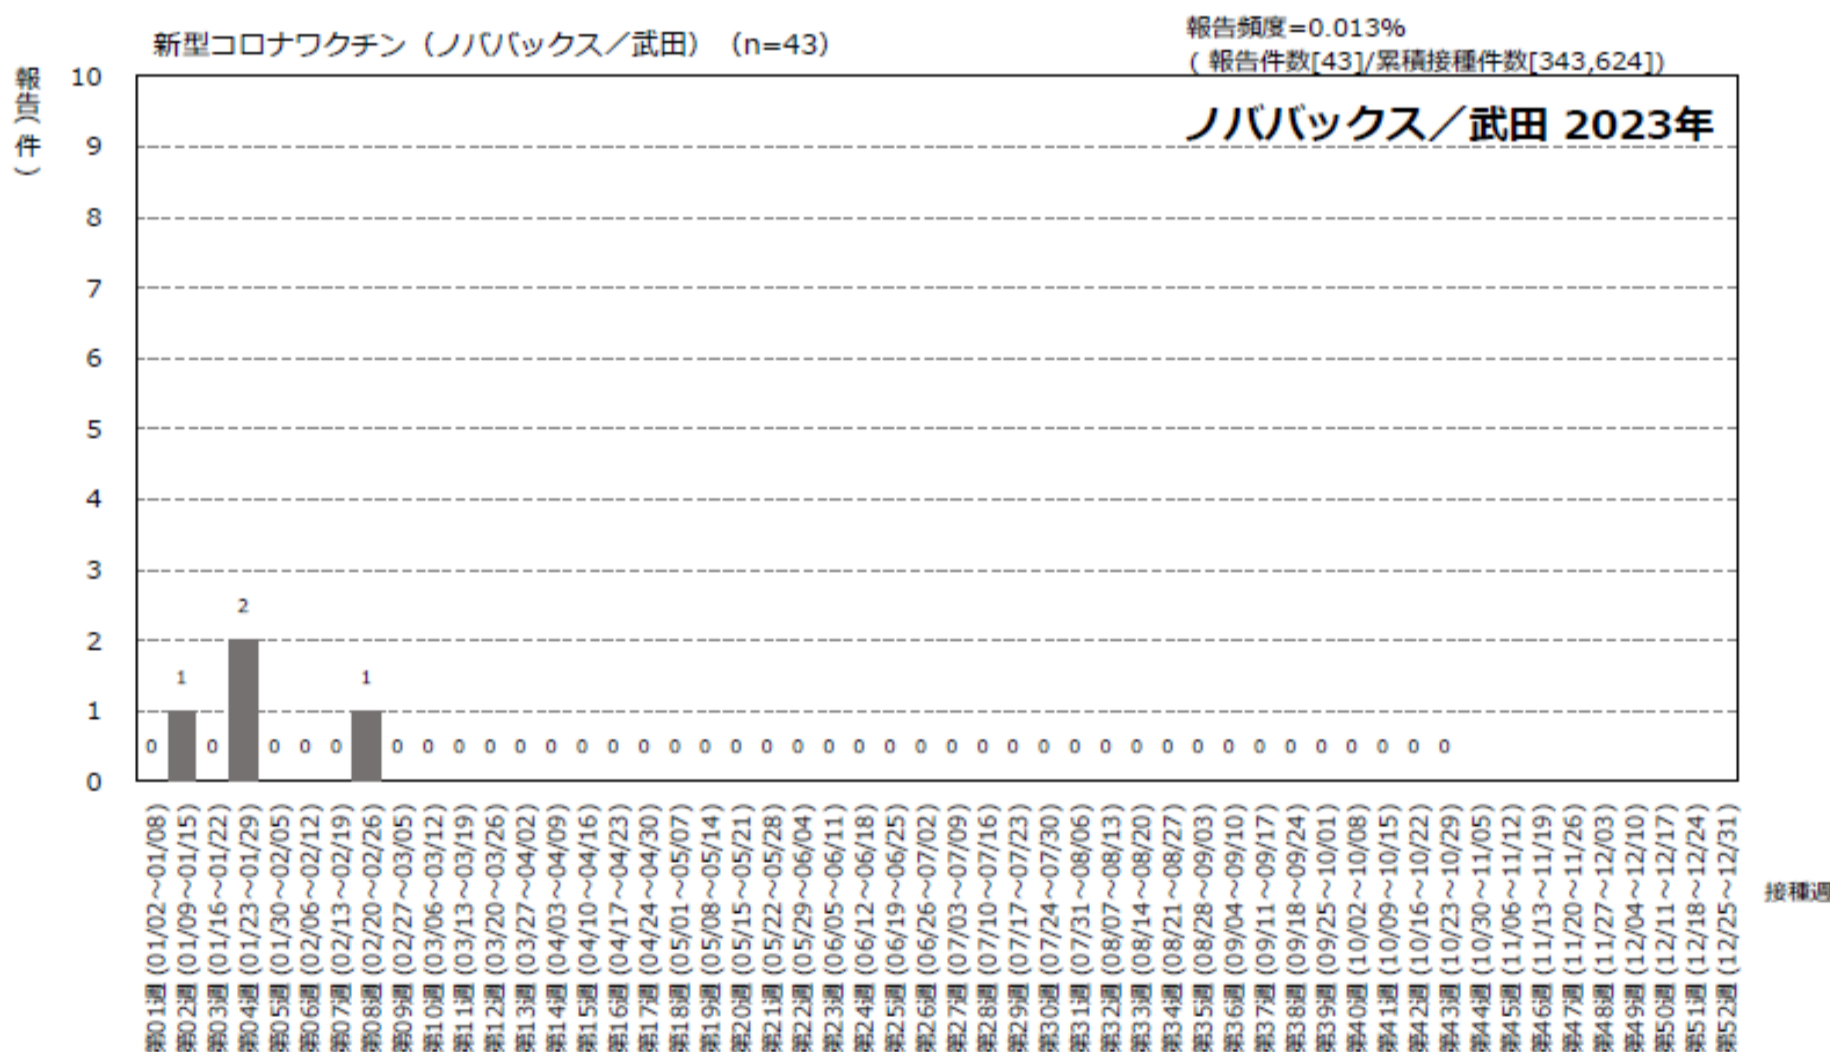 新型コロナワクチン（ノババックス／武田）（n=43）
報告頻度=0.013%
( 報告件数[43]/累積接種件数[343,624])
ノババックス／武田 2023年
報告件
（）
10
9
8
7
6
5
4
3
2
1
0
2
1 1
0 0 0 0 0 0 0 0 0 0 0 0 0 0 0 0 0 0 0 0 0 0 0 0 0 0 0 0 0 0 0 0 0 0 0 0 0 0 0 0
第01週 (01/02～01/08)
第02週 (01/09～01/15)
第03週 (01/16～01/22)
第04週 (01/23～01/29)
第05週 (01/30～02/05)
第06週 (02/06～02/12)
第07週 (02/13～02/19)
第08週 (02/20～02/26)
第09週 (02/27～03/05)
第10週 (03/06～03/12)
第11週 (03/13～03/19)
第12週 (03/20～03/26)
第13週 (03/27～04/02)
第14週 (04/03～04/09)
第15週 (04/10～04/16)
第16週 (04/17～04/23)
第17週 (04/24～04/30)
第18週 (05/01～05/07)
第19週 (05/08～05/14)
第20週 (05/15～05/21)
第21週 (05/22～05/28)
第22週 (05/29～06/04)
第23週 (06/05～06/11)
第24週 (06/12～06/18)
第25週 (06/19～06/25)
第26週 (06/26～07/02)
第27週 (07/03～07/09)
第28週 (07/10～07/16)
第29週 (07/17～07/23)
第30週 (07/24～07/30)
第31週 (07/31～08/06)
第32週 (08/07～08/13)
第33週 (08/14～08/20)
第34週 (08/21～08/27)
第35週 (08/28～09/03)
第36週 (09/04～09/10)
第37週 (09/11～09/17)
第38週 (09/18～09/24)
第39週 (09/25～10/01)
第40週 (10/02～10/08)
第41週 (10/09～10/15)
第42週 (10/16～10/22)
第43週 (10/23～10/29)
第44週 (10/30～11/05)
第45週 (11/06～11/12)
第46週 (11/13～11/19)
第47週 (11/20～11/26)
第48週 (11/27～12/03)
第49週 (12/04～12/10)
第50週 (12/11～12/17)
第51週 (12/18～12/24)
第52週 (12/25～12/31)
接種週